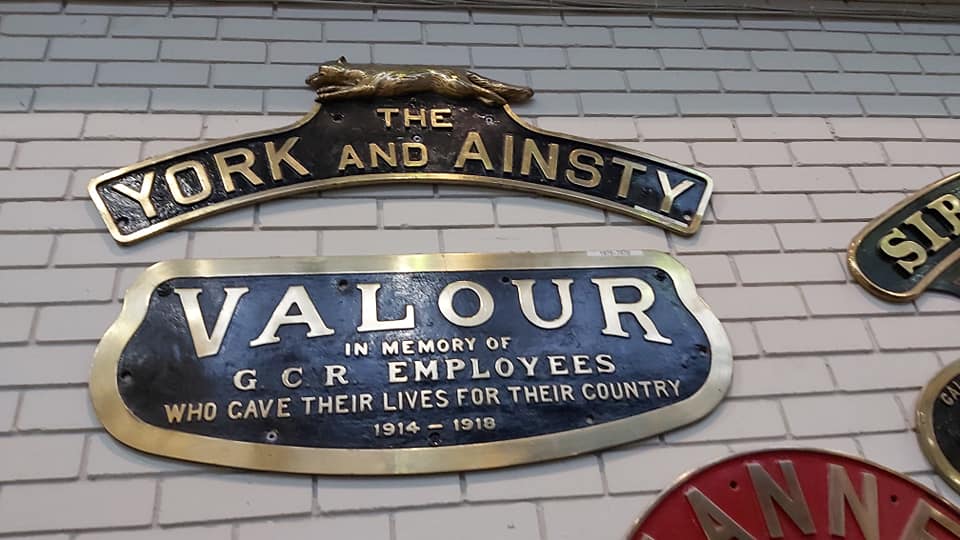 THE
YORK AND AINSTY
VALOUR
IN MEMORY OF
G C R EMPLOYEES
WHO GAVE THEIR LIVES FOR THEIR COUNTRY
1914 – 1918